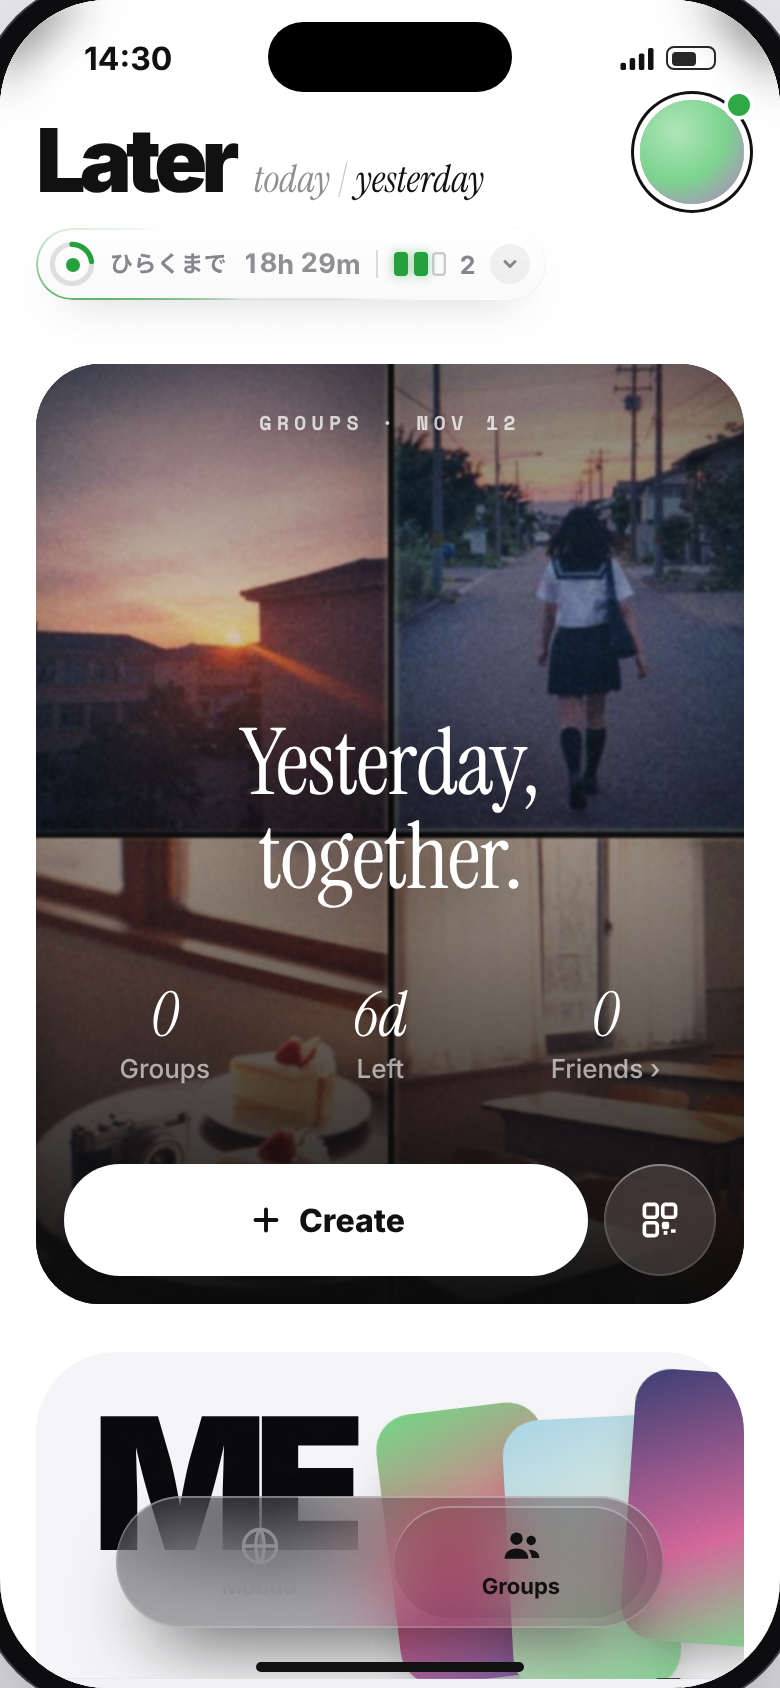 14:30
Later today / yesterday
ひらくまで 18h 29m 2
GROUPS · NOV 12
Yesterday,
together.
0 6d 0
Groups Left Friends ›
+ Create
ME
Mondo
Groups